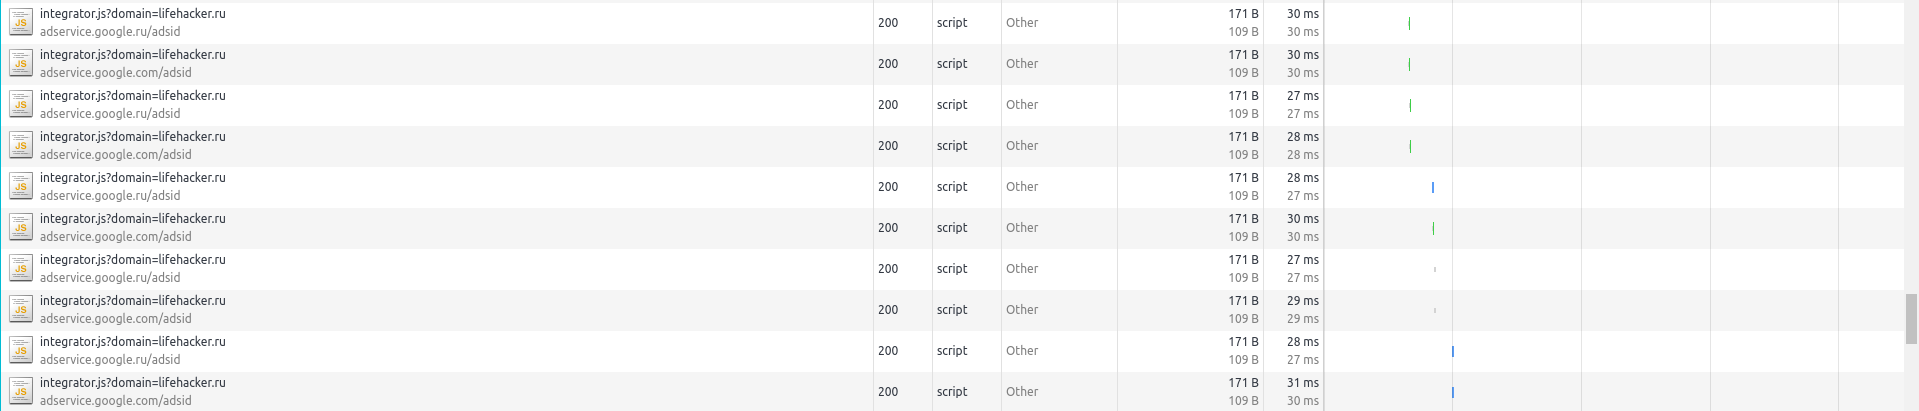 integrator.js?domain=lifehacker.ru 171 B 30 ms
JS 200 script Other
adservice.google.ru/adsid 109 B 30 ms
integrator.js?domain=lifehacker.ru 171 B 30 ms
JS 200 script Other
adservice.google.com/adsid 109 B 30 ms
integrator.js?domain=lifehacker.ru 171 B 27 ms
JS 200 script Other
adservice.google.ru/adsid 109 B 27 ms
integrator.js?domain=lifehacker.ru 171 B 28 ms
JS 200 script Other
adservice.google.com/adsid 109 B 28 ms
integrator.js?domain=lifehacker.ru 171 B 28 ms
JS 200 script Other
adservice.google.ru/adsid 109 B 27 ms
integrator.js?domain=lifehacker.ru 171 B 30 ms
JS 200 script Other
adservice.google.com/adsid 109 B 30 ms
integrator.js?domain=lifehacker.ru 171 B 27 ms
JS 200 script Other
adservice.google.ru/adsid 109 B 27 ms
integrator.js?domain=lifehacker.ru 171 B 29 ms
JS 200 script Other
adservice.google.com/adsid 109 B 29 ms
integrator.js?domain=lifehacker.ru 171 B 28 ms
JS 200 script Other
adservice.google.ru/adsid 109 B 27 ms
integrator.js?domain=lifehacker.ru 171 B 31 ms
JS 200 script Other
adservice.google.com/adsid 109 B 30 ms